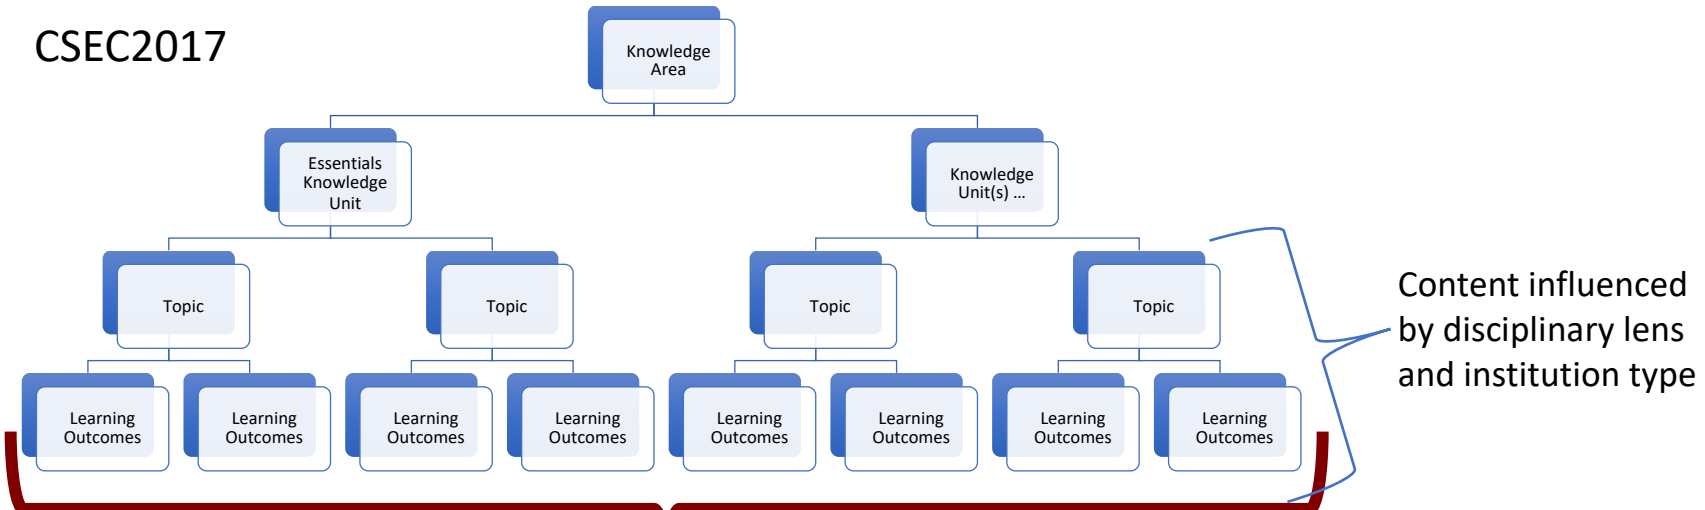 CSEC2017
Knowledge
Area
Essentials
Knowledge
Unit
Knowledge
Unit(s) ...
Topic
Topic
Topic
Topic
Content influenced
by disciplinary lens
and institution type
Learning
Outcomes
Learning
Outcomes
Learning
Outcomes
Learning
Outcomes
Learning
Outcomes
Learning
Outcomes
Learning
Outcomes
Learning
Outcomes